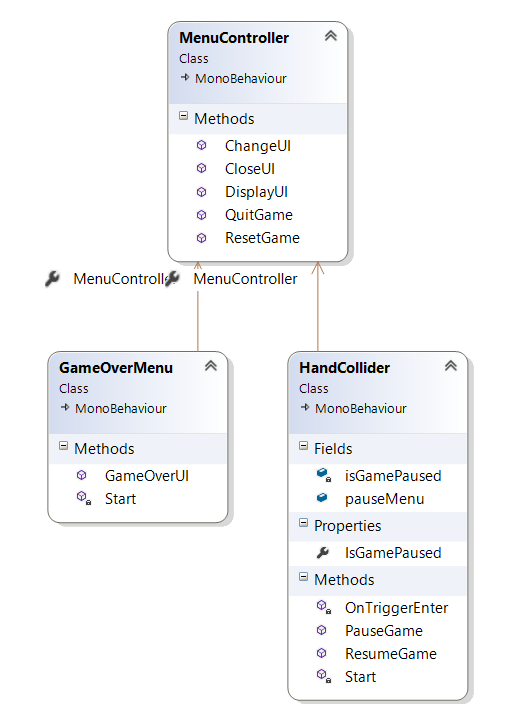 MenuController
Class
MonoBehaviour
Methods
ChangeUI
CloseUI
DisplayUI
QuitGame
ResetGame
MenuController
MenuController
GameOverMenu
Class
MonoBehaviour
Methods
GameOverUI
Start
HandCollider
Class
MonoBehaviour
Fields
isGamePaused
pauseMenu
Properties
IsGamePaused
Methods
OnTriggerEnter
PauseGame
ResumeGame
Start